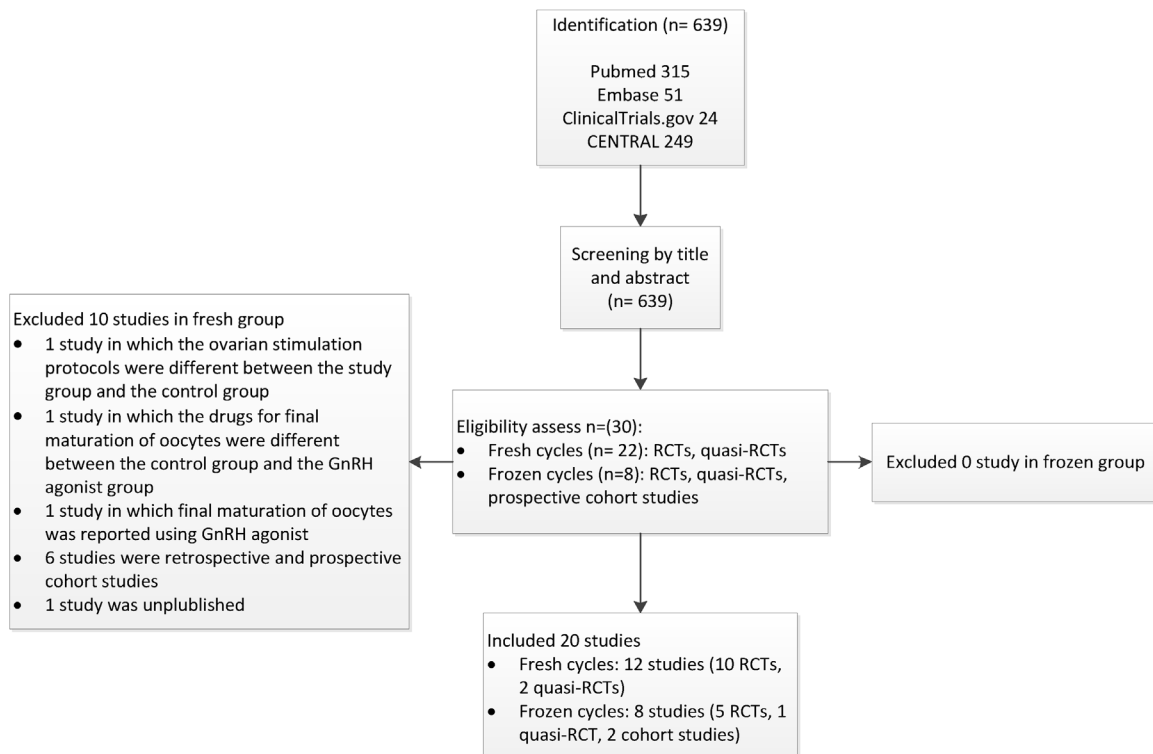 Identification (n= 639)
Pubmed 315
Embase 51
ClinicalTrials.gov 24
CENTRAL 249
Screening by title
and abstract
(n= 639)
Excluded 10 studies in fresh group
• 1 study in which the ovarian stimulation
protocols were different between the study
group and the control group
• 1 study in which the drugs for final
maturation of oocytes were different
between the control group and the GnRH
agonist group
• 1 study in which final maturation of oocytes
was reported using GnRH agonist
• 6 studies were retrospective and prospective
cohort studies
• 1 study was unplublished
Eligibility assess n=(30):
• Fresh cycles (n= 22): RCTs, quasi-RCTs
• Frozen cycles (n=8): RCTs, quasi-RCTs,
prospective cohort studies
Excluded 0 study in frozen group
Included 20 studies
• Fresh cycles: 12 studies (10 RCTs,
2 quasi-RCTs)
• Frozen cycles: 8 studies (5 RCTs, 1
quasi-RCT, 2 cohort studies)